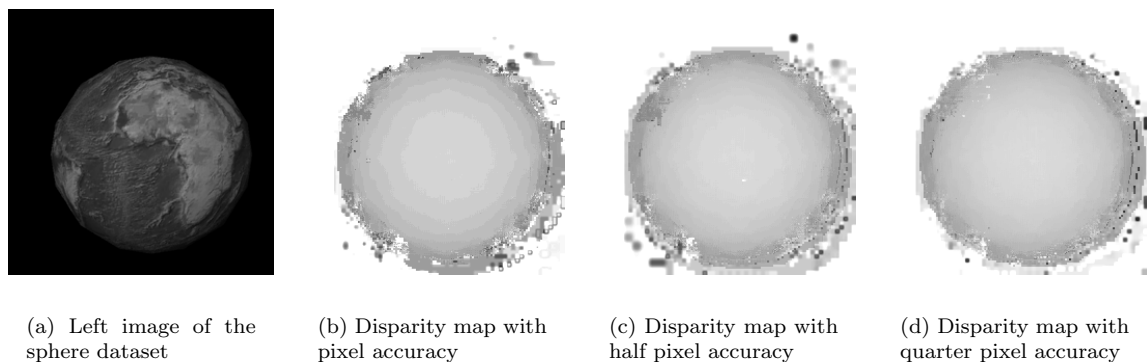 (a) Left image of the
sphere dataset
(b) Disparity map with
pixel accuracy
(c) Disparity map with
half pixel accuracy
(d) Disparity map with
quarter pixel accuracy